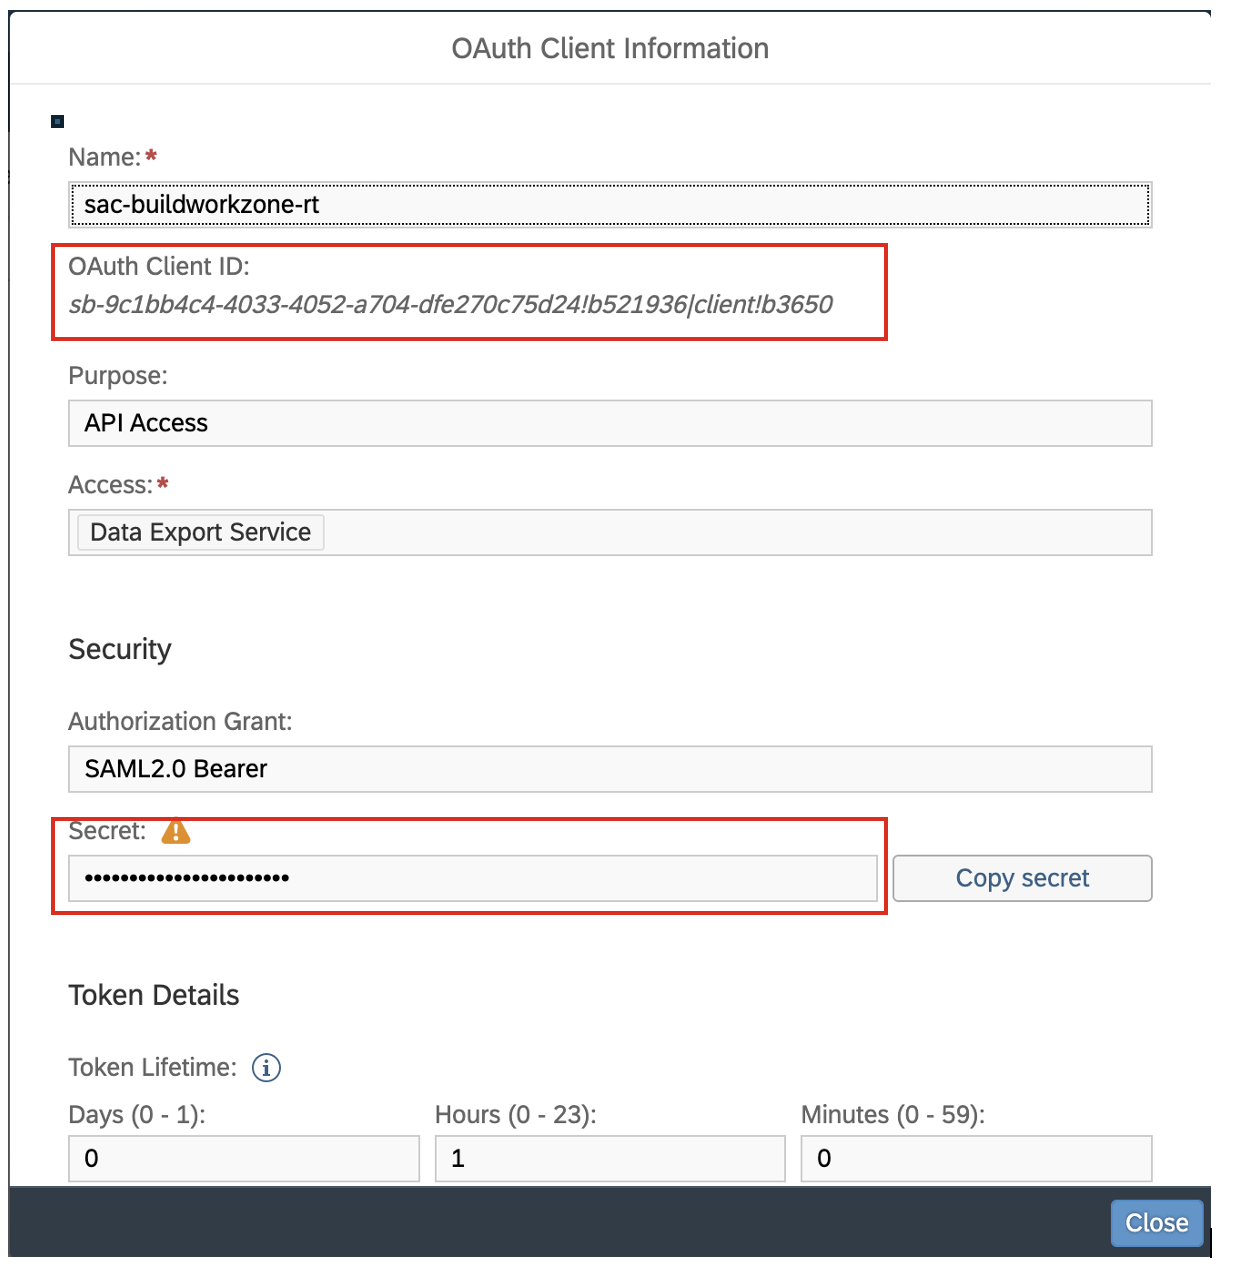 OAuth Client Information
Name:*
sac-buildworkzone-rt
OAuth Client ID:
sb-9c1bb4c4-4033-4052-a704-dfe270c75d24!b521936|client!b3650
Purpose:
API Access
Access:*
Data Export Service
Security
Authorization Grant:
SAML2.0 Bearer
Secret:
•••••••••••••••••••••••
Copy secret
Token Details
Token Lifetime:
Days (0 - 1): Hours (0 - 23): Minutes (0 - 59):
0 1 0
Close